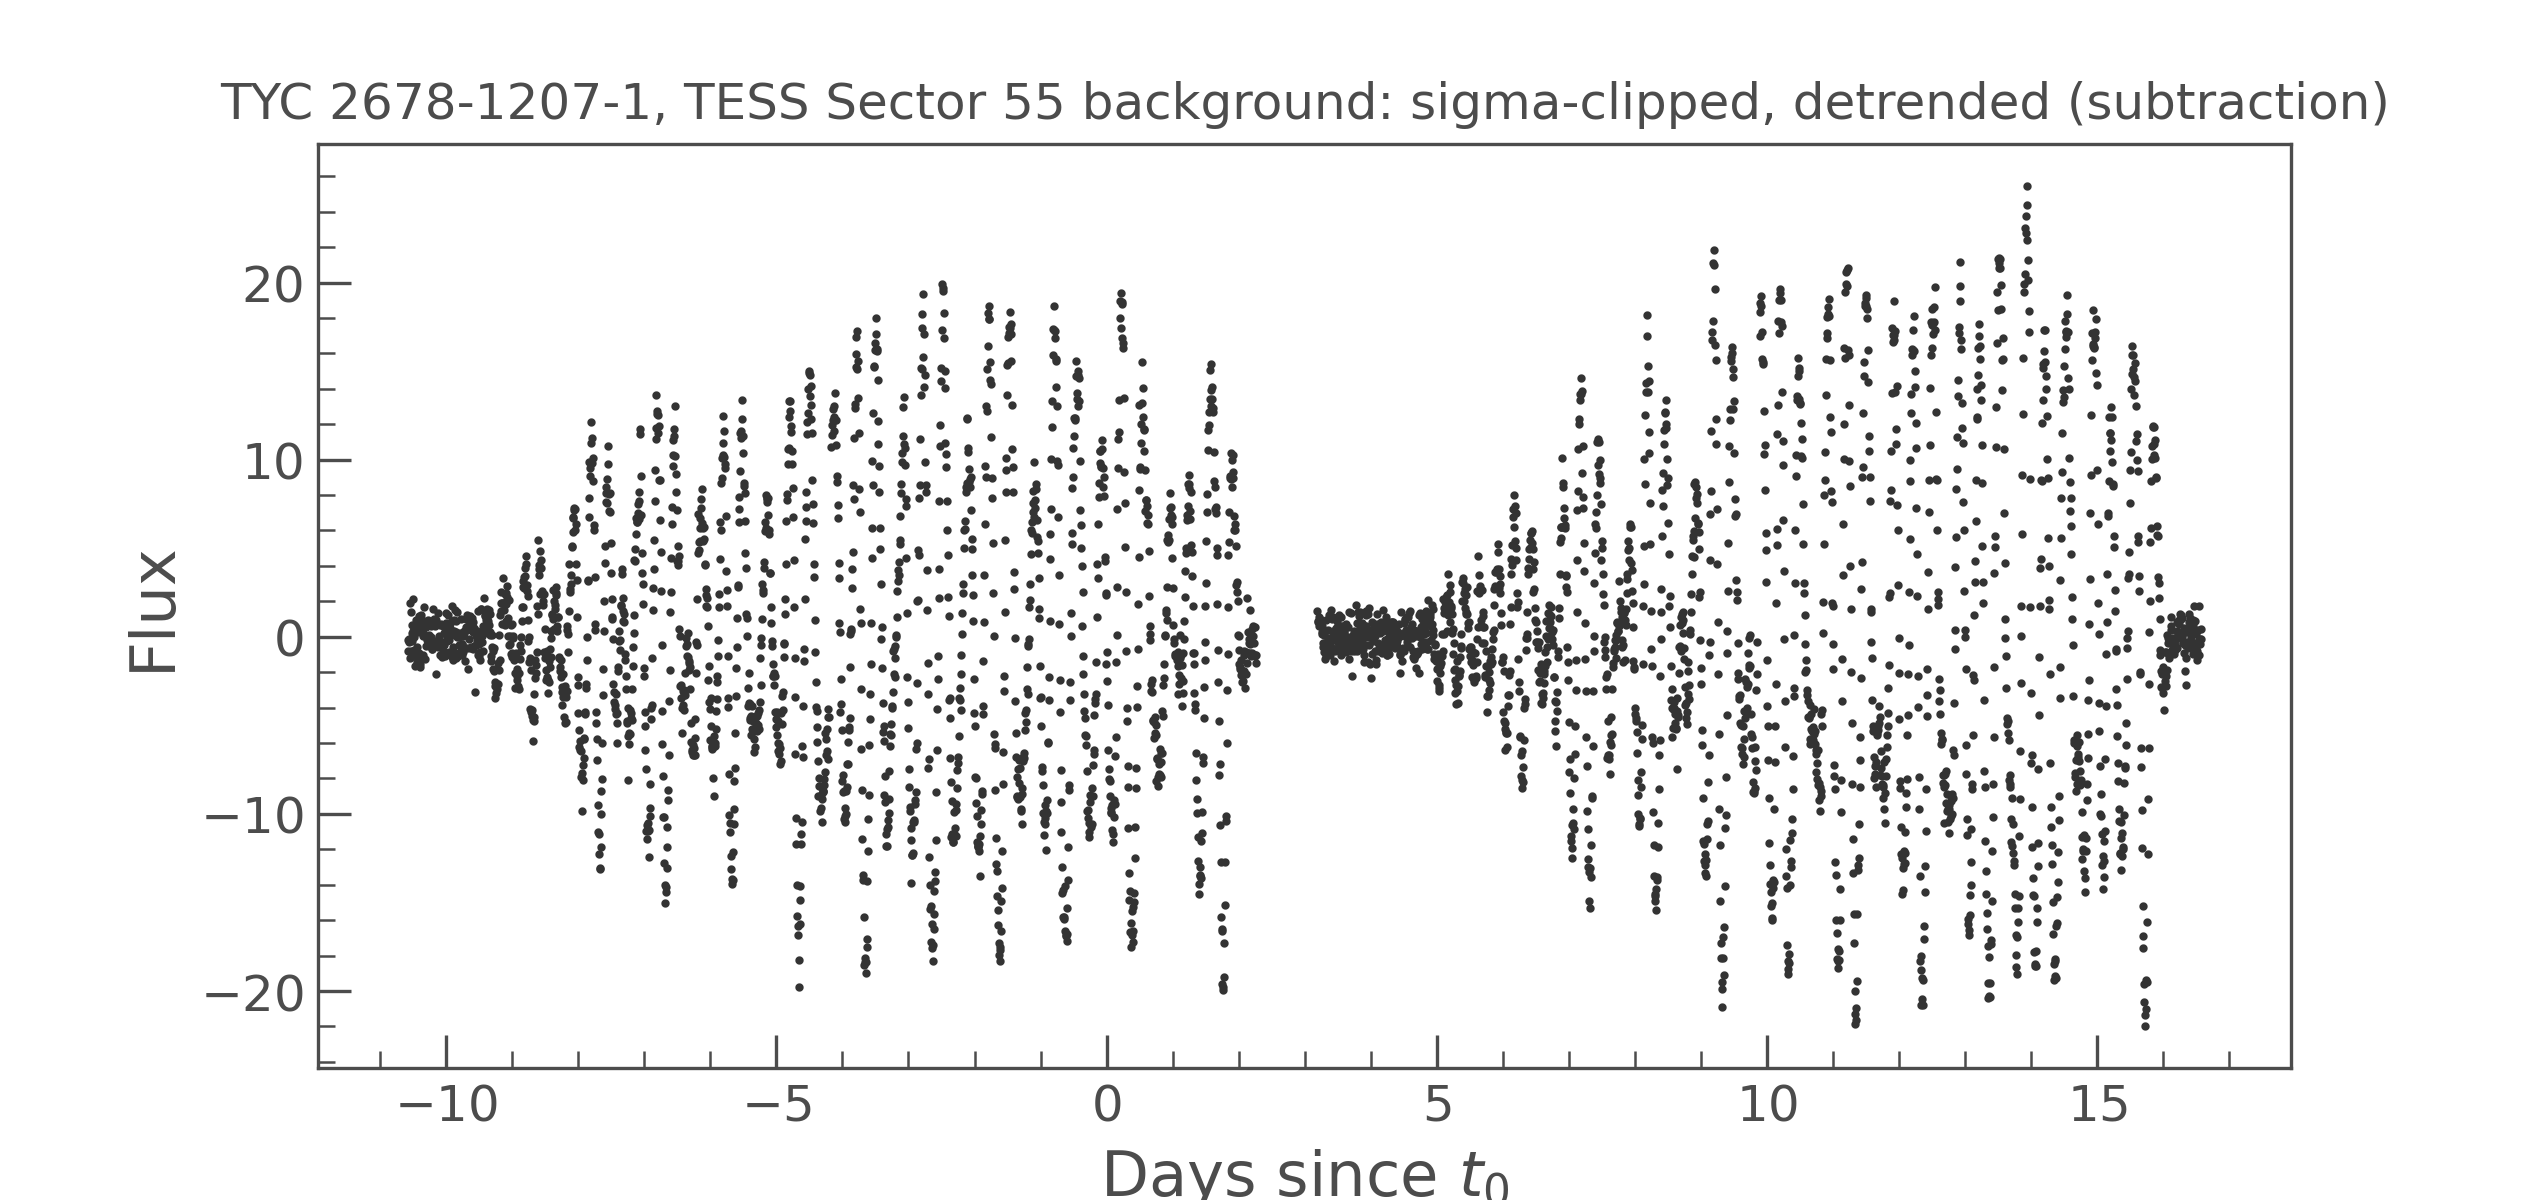 TYC 2678-1207-1, TESS Sector 55 background: sigma-clipped, detrended (subtraction)
Flux
20
10
0
−10
−20
−10 −5 0 5 10 15
Days since t₀